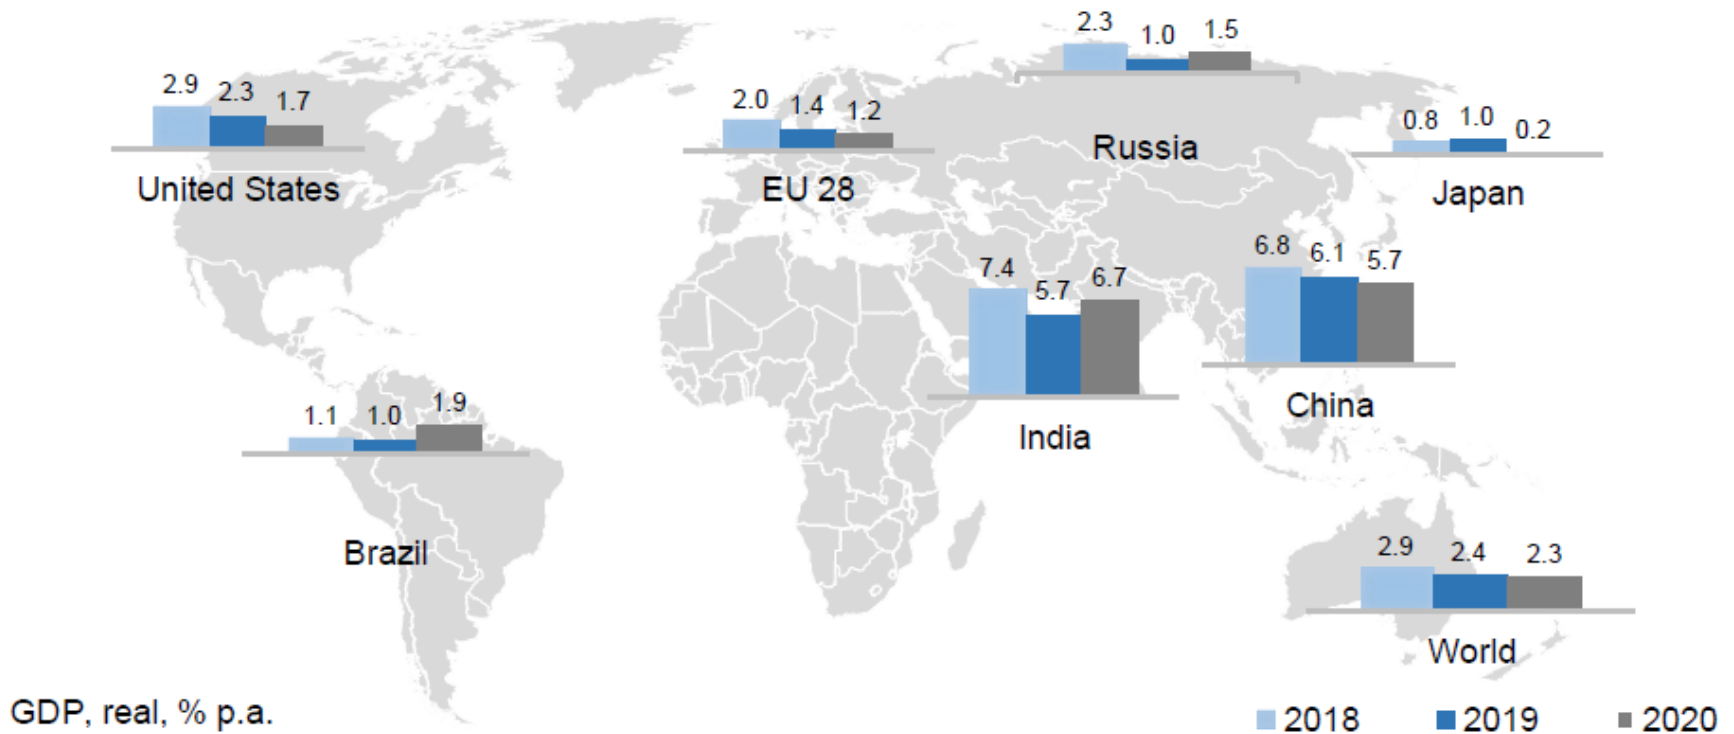 2.3 1.0 1.5
Russia
2.9 2.3 1.7
United States
2.0 1.4 1.2
EU 28
0.8 1.0 0.2
Japan
7.4 5.7 6.7
India
6.8 6.1 5.7
China
1.1 1.0 1.9
Brazil
2.9 2.4 2.3
World
GDP, real, % p.a.
2018 2019 2020